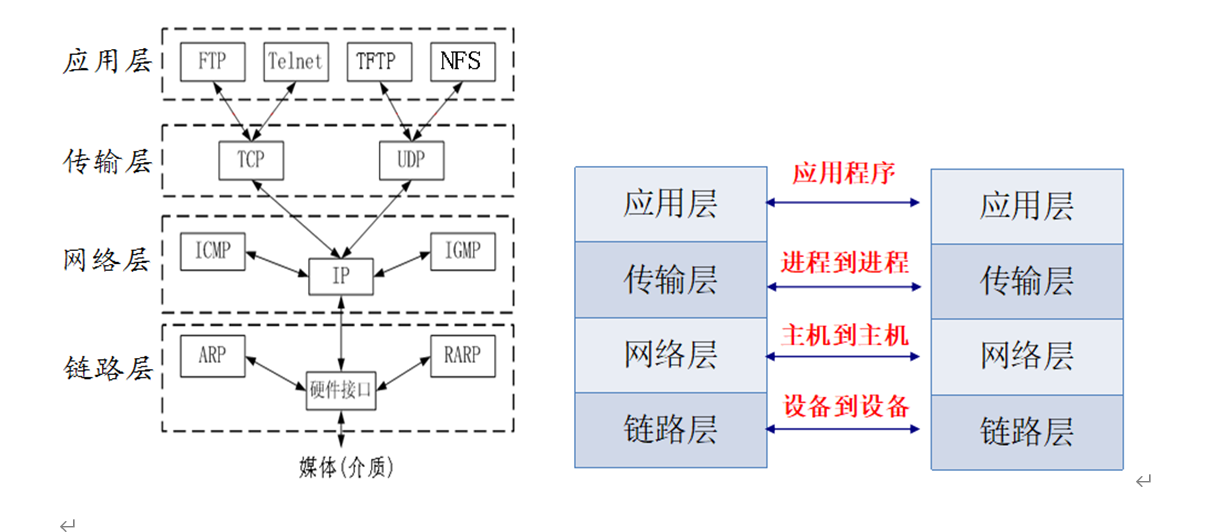 应用层
FTP Telnet TFTP NFS
传输层
TCP UDP
网络层
ICMP IGMP
IP
链路层
ARP RARP
硬件接口
媒体(介质)
应用层 应用程序 应用层
传输层 进程到进程 传输层
网络层 主机到主机 网络层
链路层 设备到设备 链路层